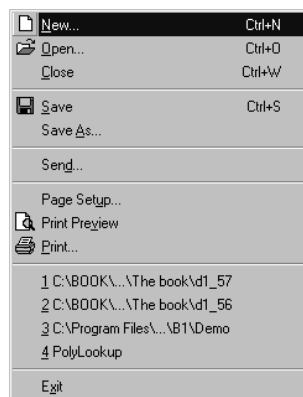 New... Ctrl+N
Open... Ctrl+O
Close Ctrl+W
Save Ctrl+S
Save As...
Send...
Page Setup...
Print Preview
Print...
1 C:\BOOK\...\The book\d1_57
2 C:\BOOK\...\The book\d1_56
3 C:\Program Files\...\B1\Demo
4 PolyLookup
Exit